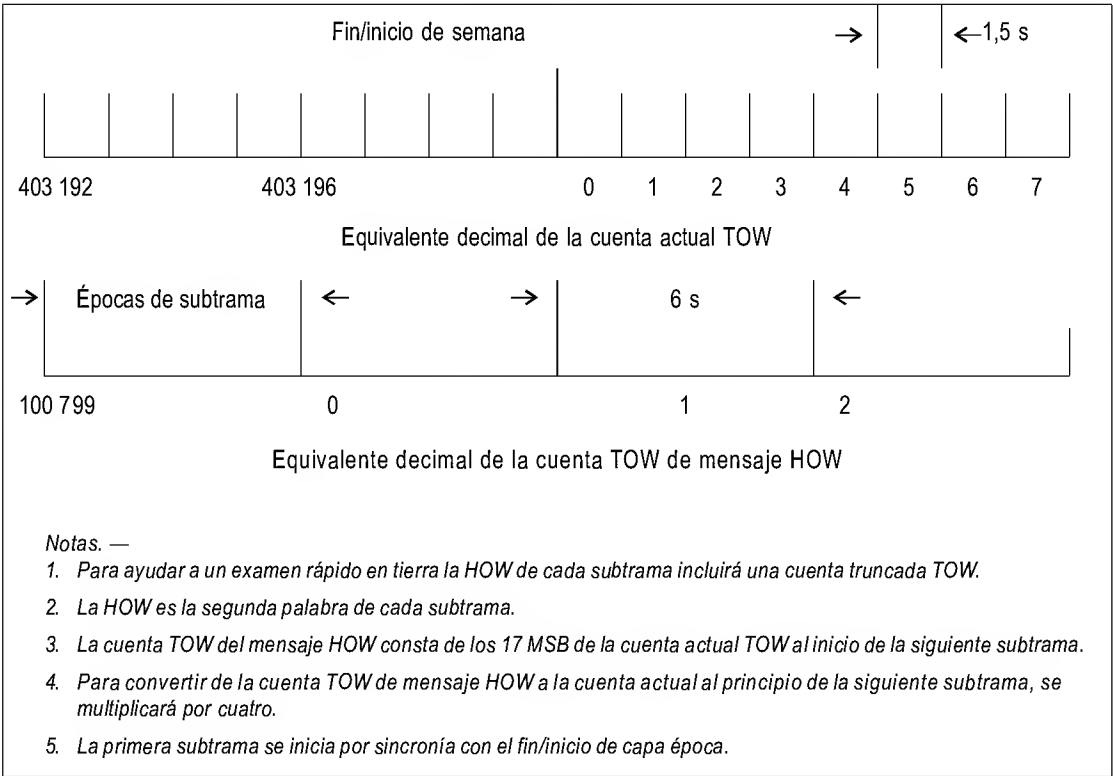 Fin/inicio de semana → ←1,5 s
403 192 403 196 0 1 2 3 4 5 6 7
Equivalente decimal de la cuenta actual TOW
→ Épocas de subtrama ← → 6 s ←
100 799 0 1 2
Equivalente decimal de la cuenta TOW de mensaje HOW
Notas. —
1. Para ayudar a un examen rápido en tierra la HOW de cada subtrama incluirá una cuenta truncada TOW.
2. La HOW es la segunda palabra de cada subtrama.
3. La cuenta TOW del mensaje HOW consta de los 17 MSB de la cuenta actual TOW al inicio de la siguiente subtrama.
4. Para convertir de la cuenta TOW de mensaje HOW a la cuenta actual al principio de la siguiente subtrama, se
multiplicará por cuatro.
5. La primera subtrama se inicia por sincronía con el fin/inicio de capa época.